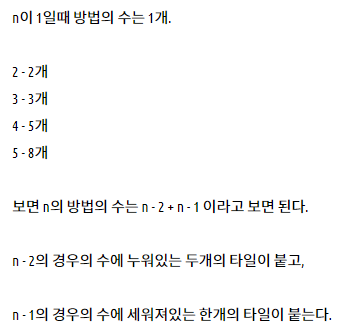 n이 1일때 방법의 수는 1개.
2 - 2개
3 - 3개
4 - 5개
5 - 8개
보면 n의 방법의 수는 n - 2 + n - 1 이라고 보면 된다.
n - 2의 경우의 수에 누워있는 두개의 타일이 붙고,
n - 1의 경우의 수에 세워저있는 한개의 타일이 붙는다.